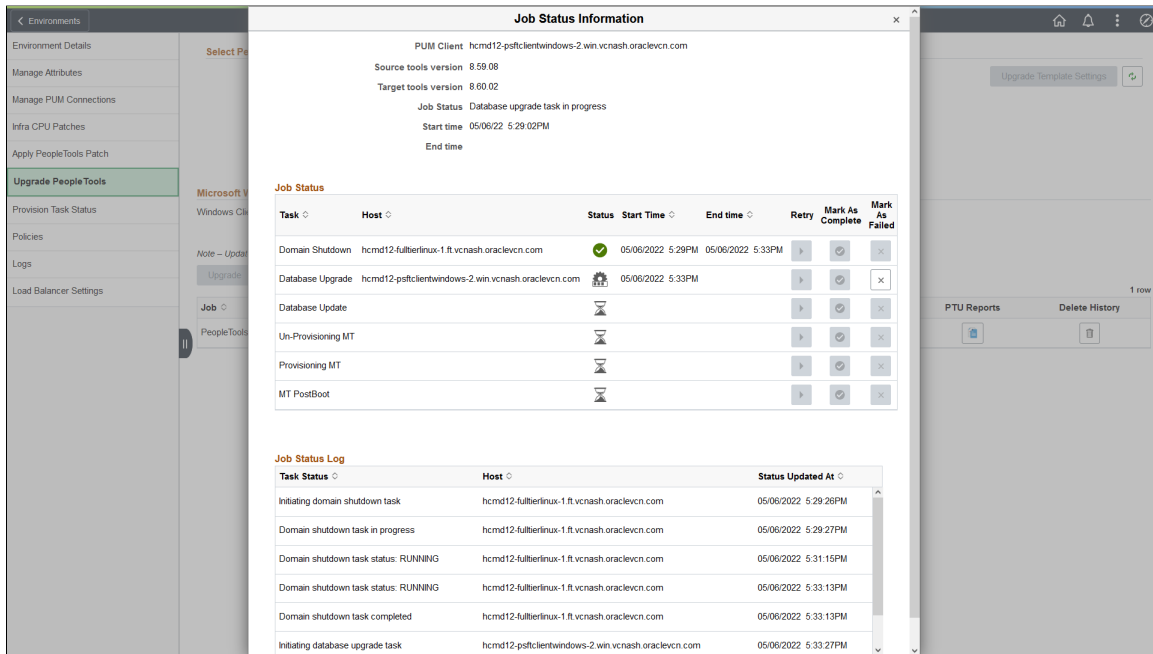 Environments
Job Status Information
×
Environment Details
Manage Attributes
Manage PUM Connections
Infra CPU Patches
Apply PeopleTools Patch
Upgrade PeopleTools
Provision Task Status
Policies
Logs
Load Balancer Settings
Select Pe
Upgrade Template Settings
Microsoft W
Windows Clie
Note – Updat
Upgrade
1 row
Job
PTU Reports
Delete History
PeopleTools
PUM Client hcmd12-psftclientwindows-2.win.vcnash.oraclevcn.com
Source tools version 8.59.08
Target tools version 8.60.02
Job Status Database upgrade task in progress
Start time 05/06/22 5:29:02PM
End time
Job Status
Task Host Status Start Time End time Retry Mark As Complete Mark As Failed
Domain Shutdown hcmd12-fulltierlinux-1.ft.vcnash.oraclevcn.com 05/06/2022 5:29PM 05/06/2022 5:33PM
Database Upgrade hcmd12-psftclientwindows-2.win.vcnash.oraclevcn.com 05/06/2022 5:33PM
Database Update
Un-Provisioning MT
Provisioning MT
MT PostBoot
Job Status Log
Task Status Host Status Updated At
Initiating domain shutdown task hcmd12-fulltierlinux-1.ft.vcnash.oraclevcn.com 05/06/2022 5:29:26PM
Domain shutdown task in progress hcmd12-fulltierlinux-1.ft.vcnash.oraclevcn.com 05/06/2022 5:29:27PM
Domain shutdown task status: RUNNING hcmd12-fulltierlinux-1.ft.vcnash.oraclevcn.com 05/06/2022 5:31:15PM
Domain shutdown task status: RUNNING hcmd12-fulltierlinux-1.ft.vcnash.oraclevcn.com 05/06/2022 5:33:13PM
Domain shutdown task completed hcmd12-fulltierlinux-1.ft.vcnash.oraclevcn.com 05/06/2022 5:33:13PM
Initiating database upgrade task hcmd12-psftclientwindows-2.win.vcnash.oraclevcn.com 05/06/2022 5:33:27PM